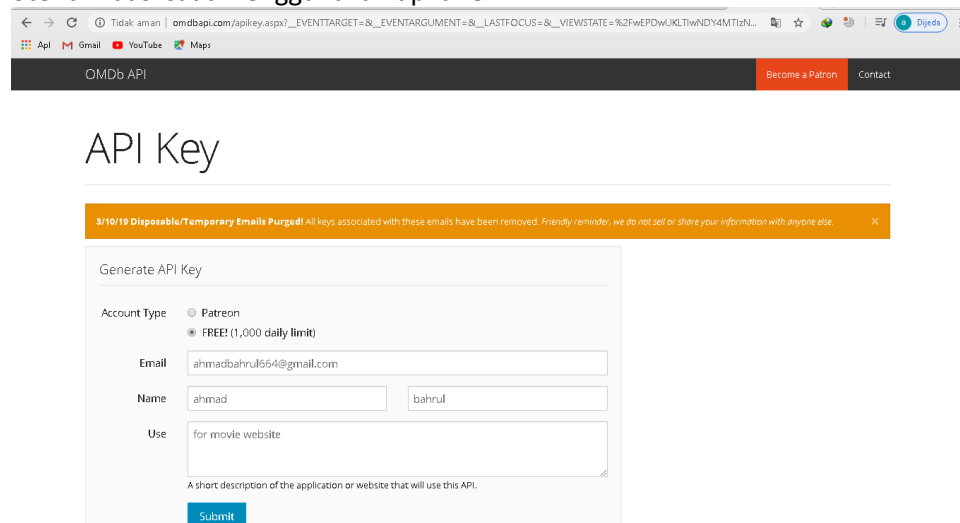 Tidak aman | omdbapi.com/apikey.aspx?__EVENTTARGET=&__EVENTARGUMENT=&__LASTFOCUS=&__VIEWSTATE=%2FwEPDwUKLTIwNDY4MTIzN... a Dijeda
Apl Gmail YouTube Maps
OMDb API Become a Patron Contact
API Key
3/10/19 Disposable/Temporary Emails Purged! All keys associated with these emails have been removed. Friendly reminder, we do not sell or share your information with anyone else. ×
Generate API Key
Account Type Patreon
FREE! (1,000 daily limit)
Email ahmadbahrul664@gmail.com
Name ahmad bahrul
Use for movie website
A short description of the application or website that will use this API.
Submit